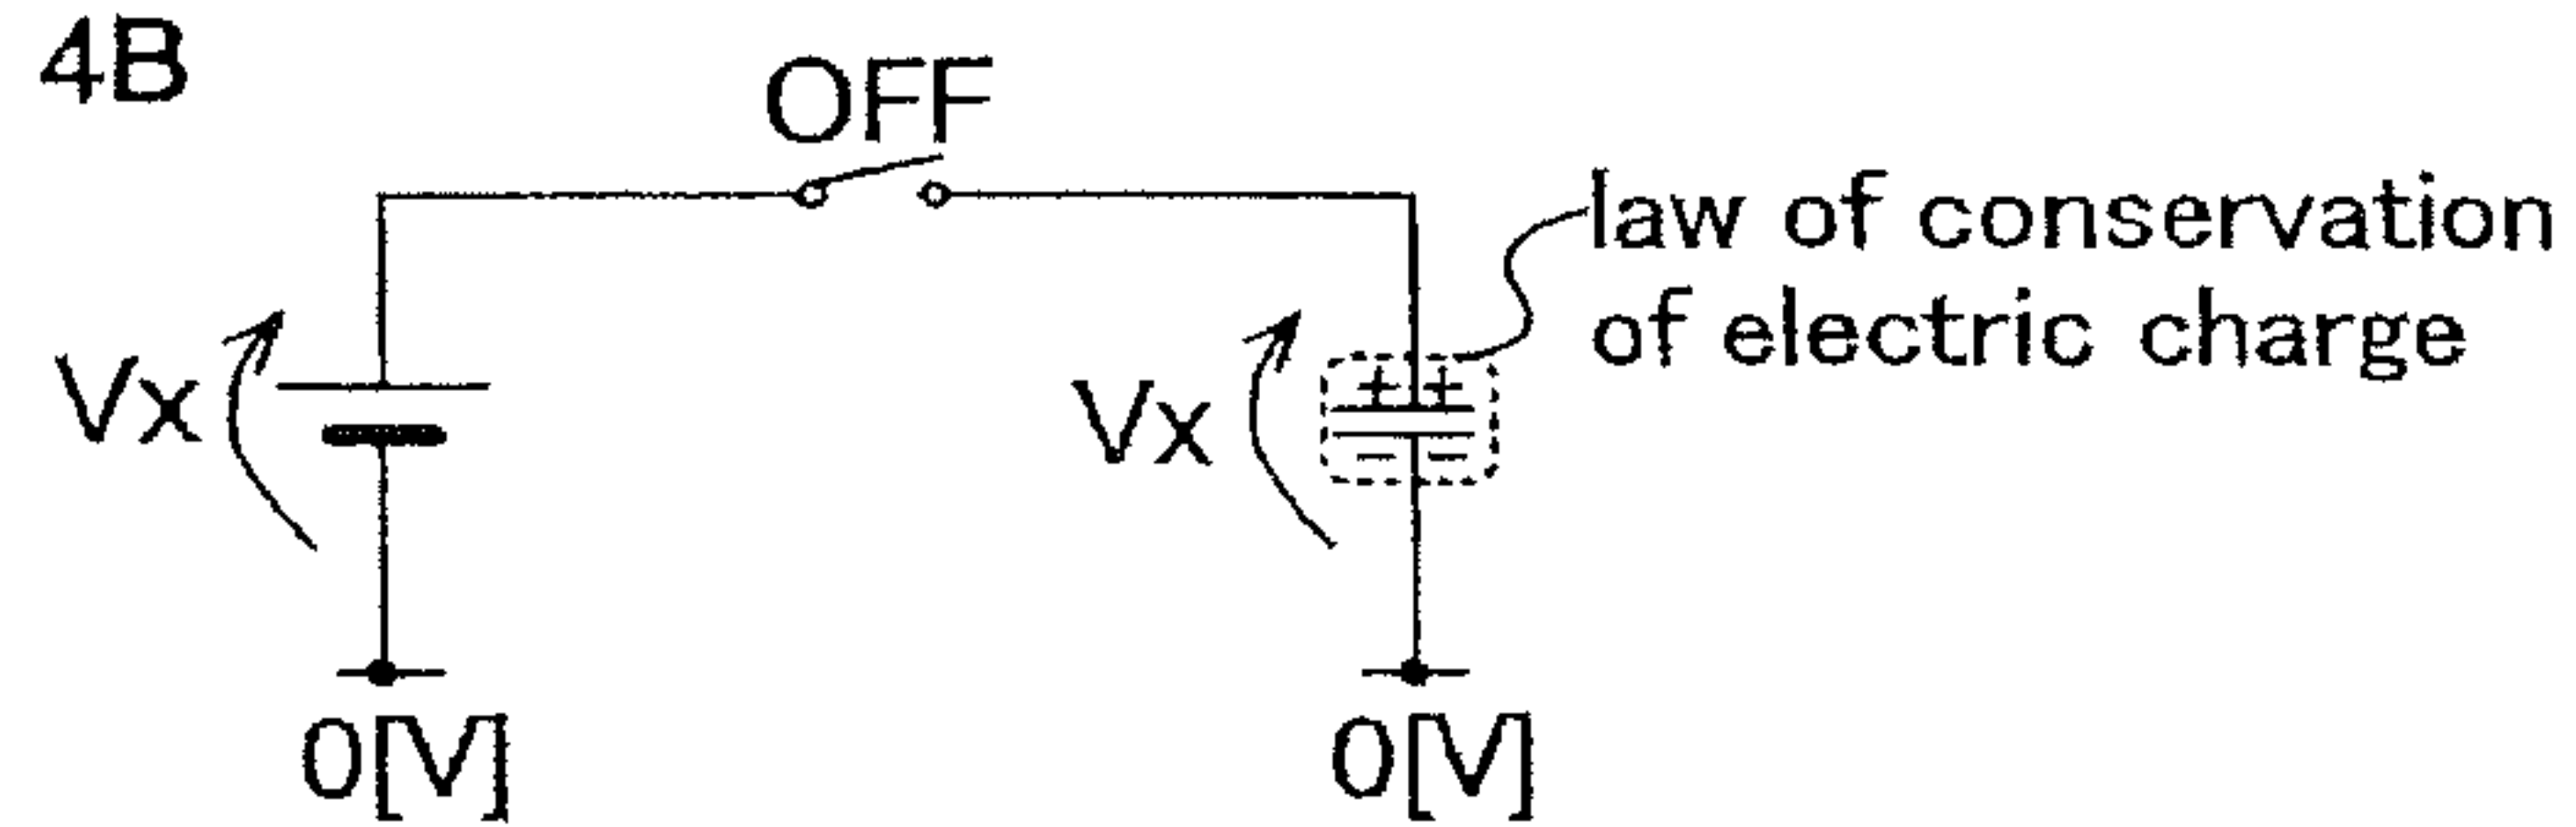 4B
OFF
law of conservation
of electric charge
Vx
Vx
+ +
− −
0[V]
0[V]